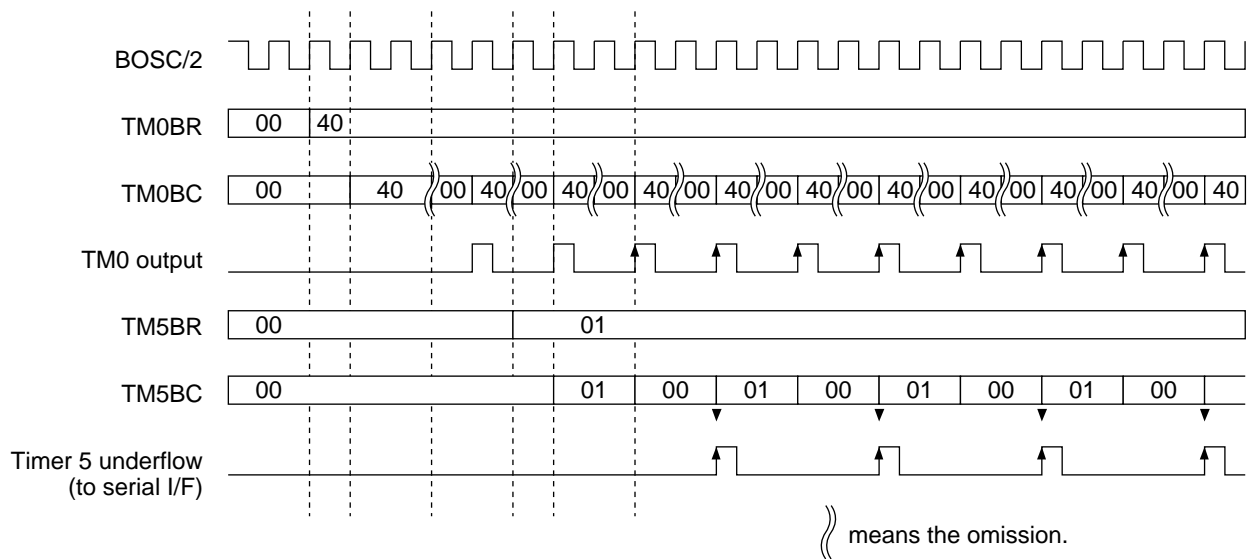 BOSC/2
TM0BR 00 40
TM0BC 00 40 00 40 00 40 00 40 00 40 00 40 00 40 00 40 00 40 00 40 00 40
TM0 output
TM5BR 00 01
TM5BC 00 01 00 01 00 01 00 01 00
Timer 5 underflow
(to serial I/F)
means the omission.